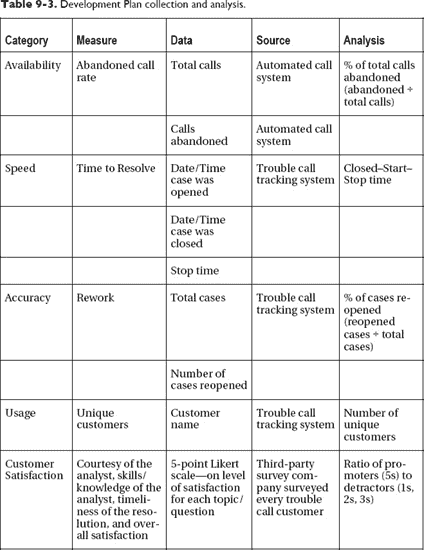 Table 9-3. Development Plan collection and analysis.
Category Measure Data Source Analysis
Availability Abandoned call Total calls Automated call % of total calls
rate system abandoned
(abandoned ÷
total calls)
Calls Automated call
abandoned system
Speed Time to Resolve Date/Time Trouble call Closed–Start–
case was tracking system Stop time
opened
Date/Time
case was
closed
Stop time
Accuracy Rework Total cases Trouble call % of cases re-
tracking system opened
(reopened
cases ÷ total
cases)
Number of
cases reopened
Usage Unique Customer Trouble call Number of
customers name tracking system unique
customers
Customer Courtesy of the 5-point Likert Third-party Ratio of pro-
Satisfaction analyst, skills/ scale—on level survey com- moters (5s) to
knowledge of the of satisfaction pany surveyed detractors (1s,
analyst, timeli- for each topic/ every trouble 2s, 3s)
ness of the reso- question call customer
lution, and over-
all satisfaction